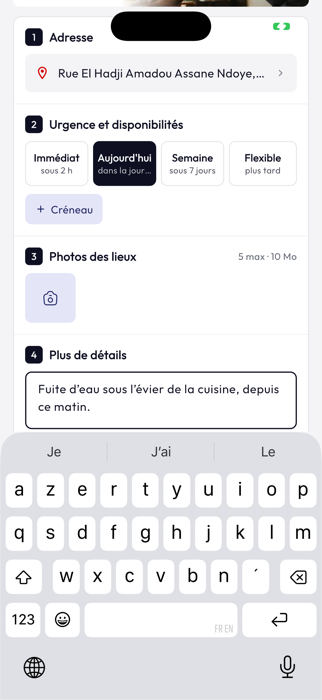 1 Adresse
Rue El Hadji Amadou Assane Ndoye,...
2 Urgence et disponibilités
Immédiat Aujourd'hui Semaine Flexible
sous 2 h dans la jour... sous 7 jours plus tard
+ Créneau
3 Photos des lieux 5 max · 10 Mo
4 Plus de détails
Fuite d’eau sous l’évier de la cuisine, depuis
ce matin.
Je J’ai Le
a z e r t y u i o p
q s d f g h j k l m
w x c v b n ´
123 FR EN